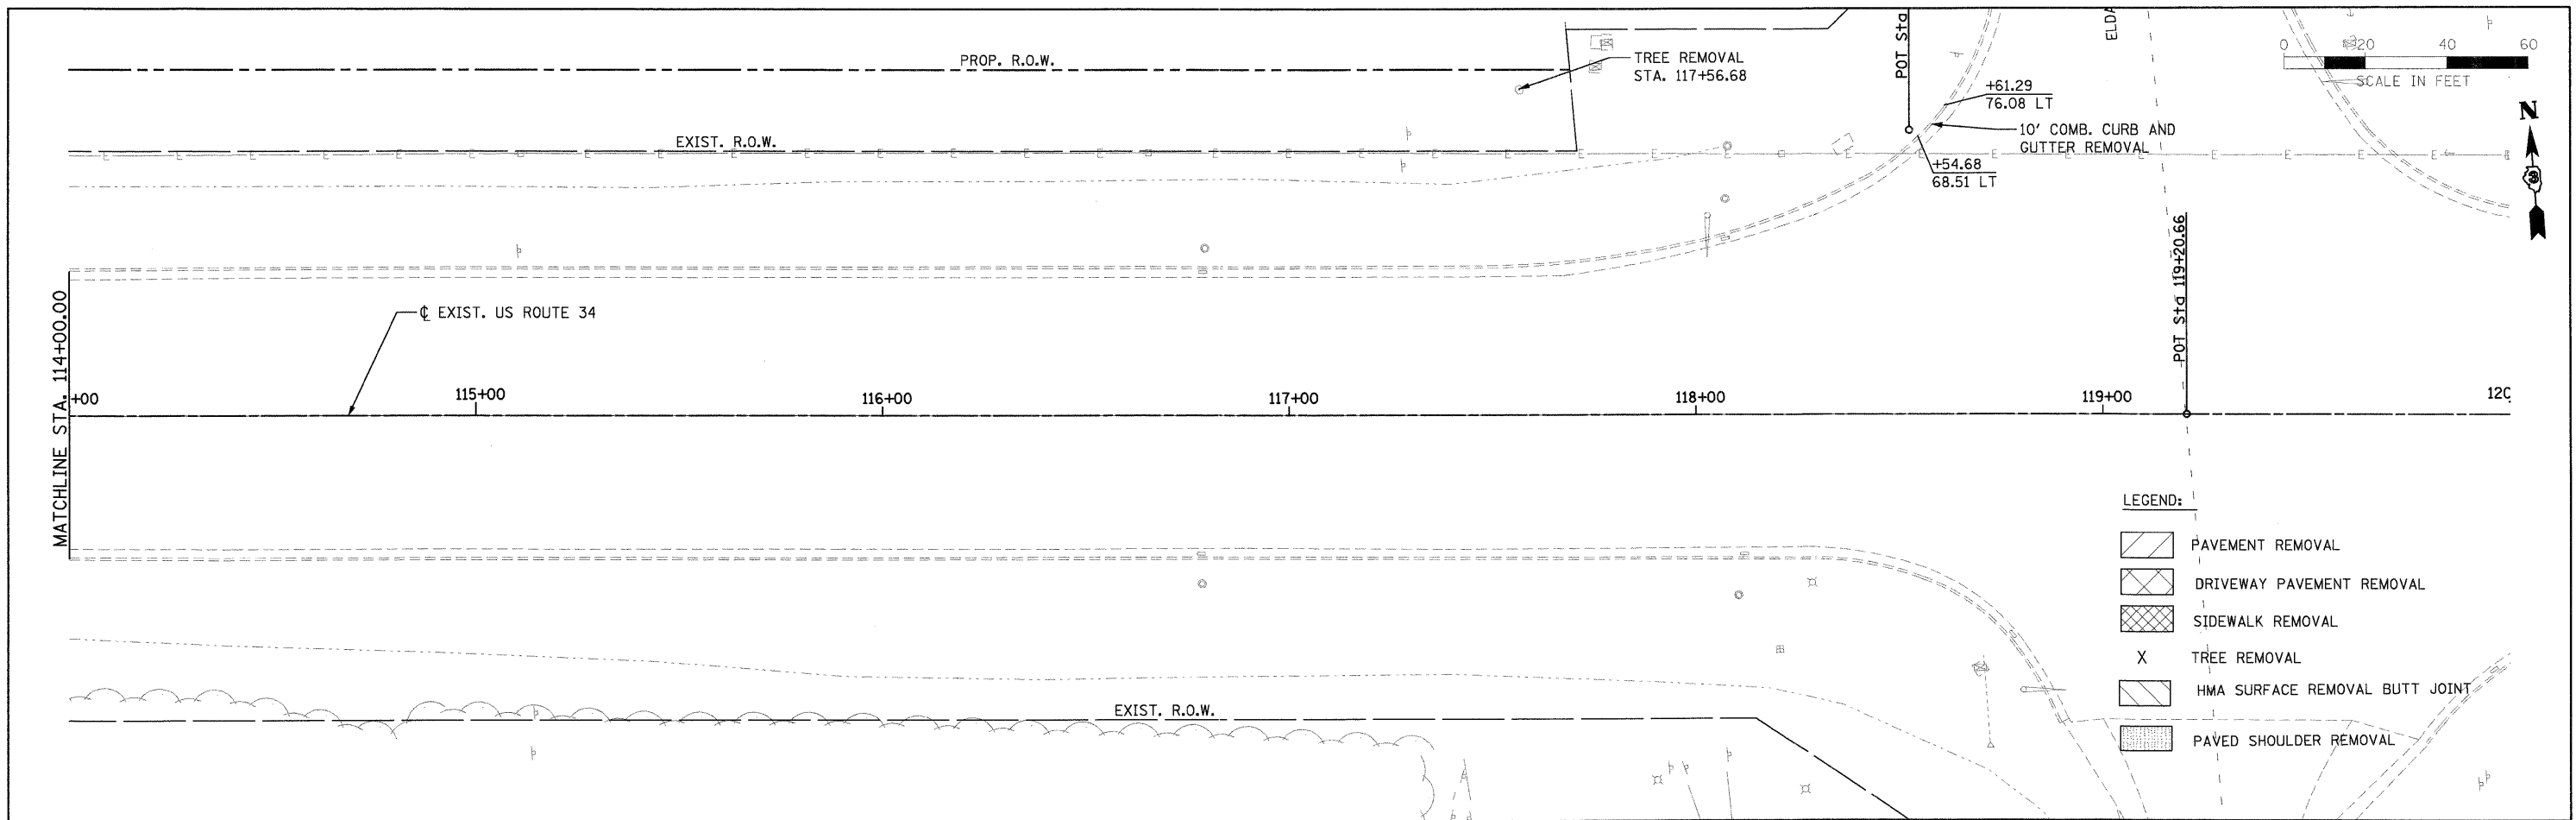 PROP. R.O.W.
TREE REMOVAL
STA. 117+56.68
POT Sta
ELDA
0 20 40 60
SCALE IN FEET
N
+61.29
76.08 LT
10' COMB. CURB AND
GUTTER REMOVAL
+54.68
68.51 LT
EXIST. R.O.W.
E E E E E E E E E E E E E E E E E E E E E E E E E E E E E E E
MATCHLINE STA. 114+00.00
℄ EXIST. US ROUTE 34
POT Sta 119+20.66
+00 115+00 116+00 117+00 118+00 119+00 120
LEGEND:
PAVEMENT REMOVAL
DRIVEWAY PAVEMENT REMOVAL
SIDEWALK REMOVAL
X TREE REMOVAL
HMA SURFACE REMOVAL BUTT JOINT
PAVED SHOULDER REMOVAL
EXIST. R.O.W.